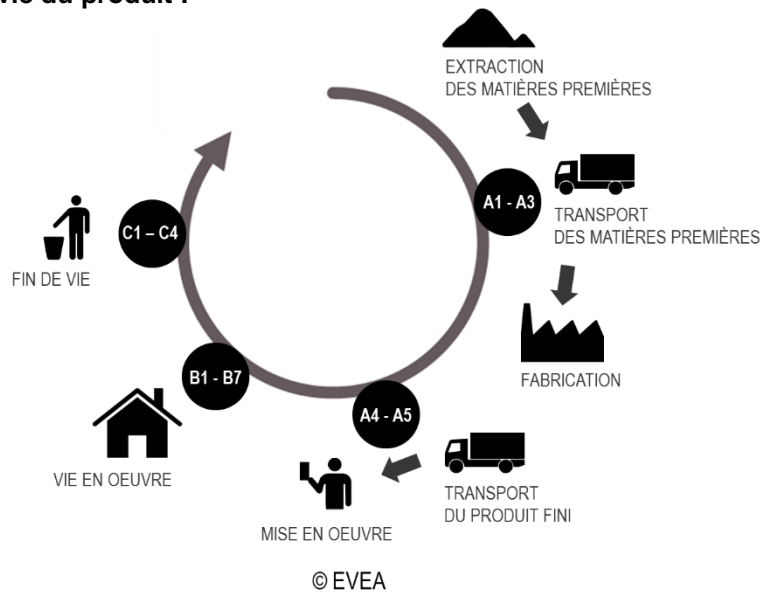 vie du produit :
EXTRACTION
DES MATIÈRES PREMIÈRES
A1 - A3
TRANSPORT
DES MATIÈRES PREMIÈRES
FABRICATION
A4 - A5
TRANSPORT
DU PRODUIT FINI
MISE EN OEUVRE
B1 - B7
VIE EN OEUVRE
C1 – C4
FIN DE VIE
© EVEA